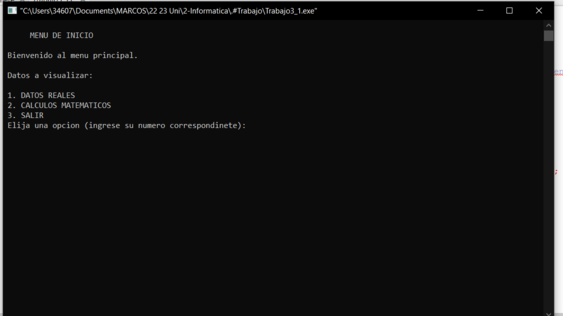 "C:\Users\34607\Documents\MARCOS\22 23 Uni\2-Informatica\,#Trabajo\Trabajo3_1.exe"
MENU DE INICIO
Bienvenido al menu principal.
Datos a visualizar:
1. DATOS REALES
2. CALCULOS MATEMATICOS
3. SALIR
Elija una opcion (ingrese su numero correspondinete):